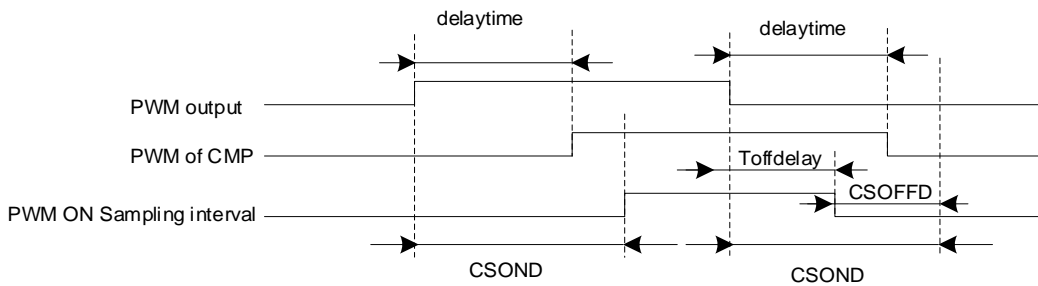 delaytime
delaytime
PWM output
PWM of CMP
Toffdelay
CSOFFD
PWM ON Sampling interval
CSOND
CSOND